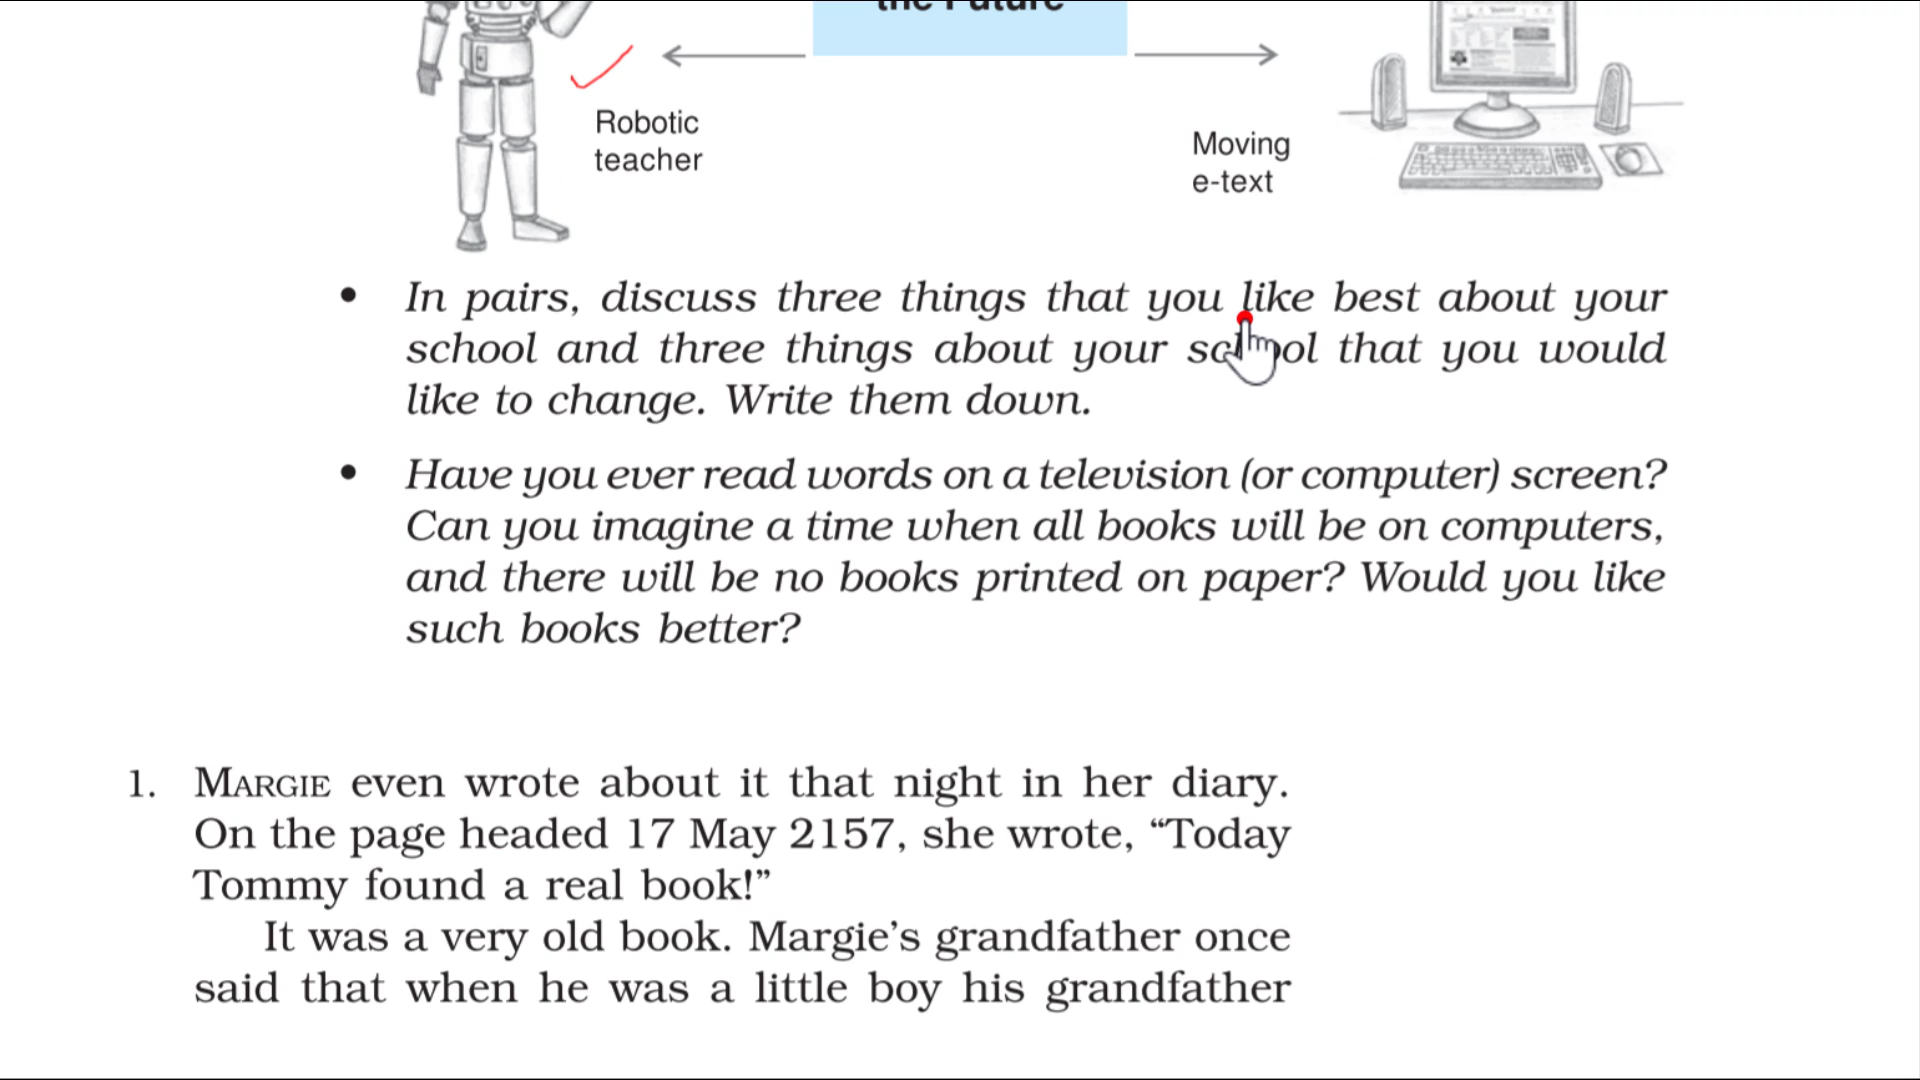 the Future
Robotic
teacher
Moving
e-text
• In pairs, discuss three things that you like best about your
school and three things about your school that you would
like to change. Write them down.
• Have you ever read words on a television (or computer) screen?
Can you imagine a time when all books will be on computers,
and there will be no books printed on paper? Would you like
such books better?
1. MARGIE even wrote about it that night in her diary.
On the page headed 17 May 2157, she wrote, “Today
Tommy found a real book!”
It was a very old book. Margie’s grandfather once
said that when he was a little boy his grandfather